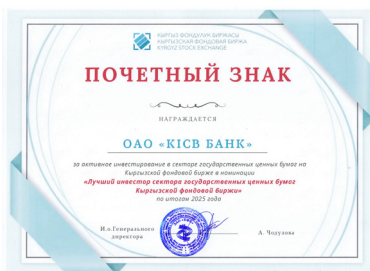 КЫРГЫЗ ФОНДУЛУК БИРЖАСЫ
КЫРГЫЗСКАЯ ФОНДОВАЯ БИРЖА
KYRGYZ STOCK EXCHANGE
ПОЧЕТНЫЙ ЗНАК
НАГРАЖДАЕТСЯ
ОАО «KICB БАНК»
за активное инвестирование в секторе государственных ценных бумаг на
Кыргызской фондовой бирже в номинации
«Лучший инвестор сектора государственных ценных бумаг
Кыргызской фондовой биржи»
по итогам 2025 года
И.о.Генерального
директора
А. Чодухова